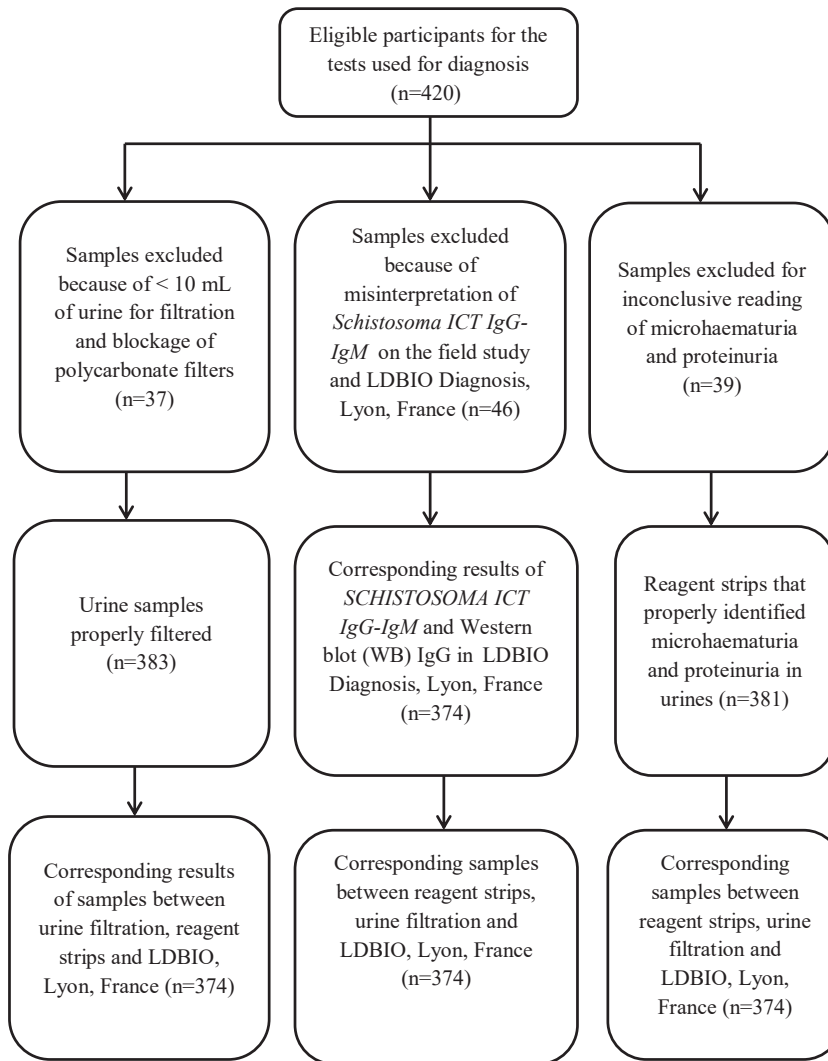 Eligible participants for the
tests used for diagnosis
(n=420)
Samples excluded
because of < 10 mL
of urine for filtration
and blockage of
polycarbonate filters
(n=37)
Samples excluded
because of
misinterpretation of
Schistosoma ICT IgG-
IgM on the field study
and LDBIO Diagnosis,
Lyon, France (n=46)
Samples excluded for
inconclusive reading
of microhaematuria
and proteinuria
(n=39)
Urine samples
properly filtered
(n=383)
Corresponding results of
SCHISTOSOMA ICT
IgG-IgM and Western
blot (WB) IgG in LDBIO
Diagnosis, Lyon, France
(n=374)
Reagent strips that
properly identified
microhaematuria
and proteinuria in
urines (n=381)
Corresponding results
of samples between
urine filtration, reagent
strips and LDBIO,
Lyon, France (n=374)
Corresponding samples
between reagent strips,
urine filtration and
LDBIO, Lyon, France
(n=374)
Corresponding
samples between
reagent strips, urine
filtration and
LDBIO, Lyon,
France (n=374)